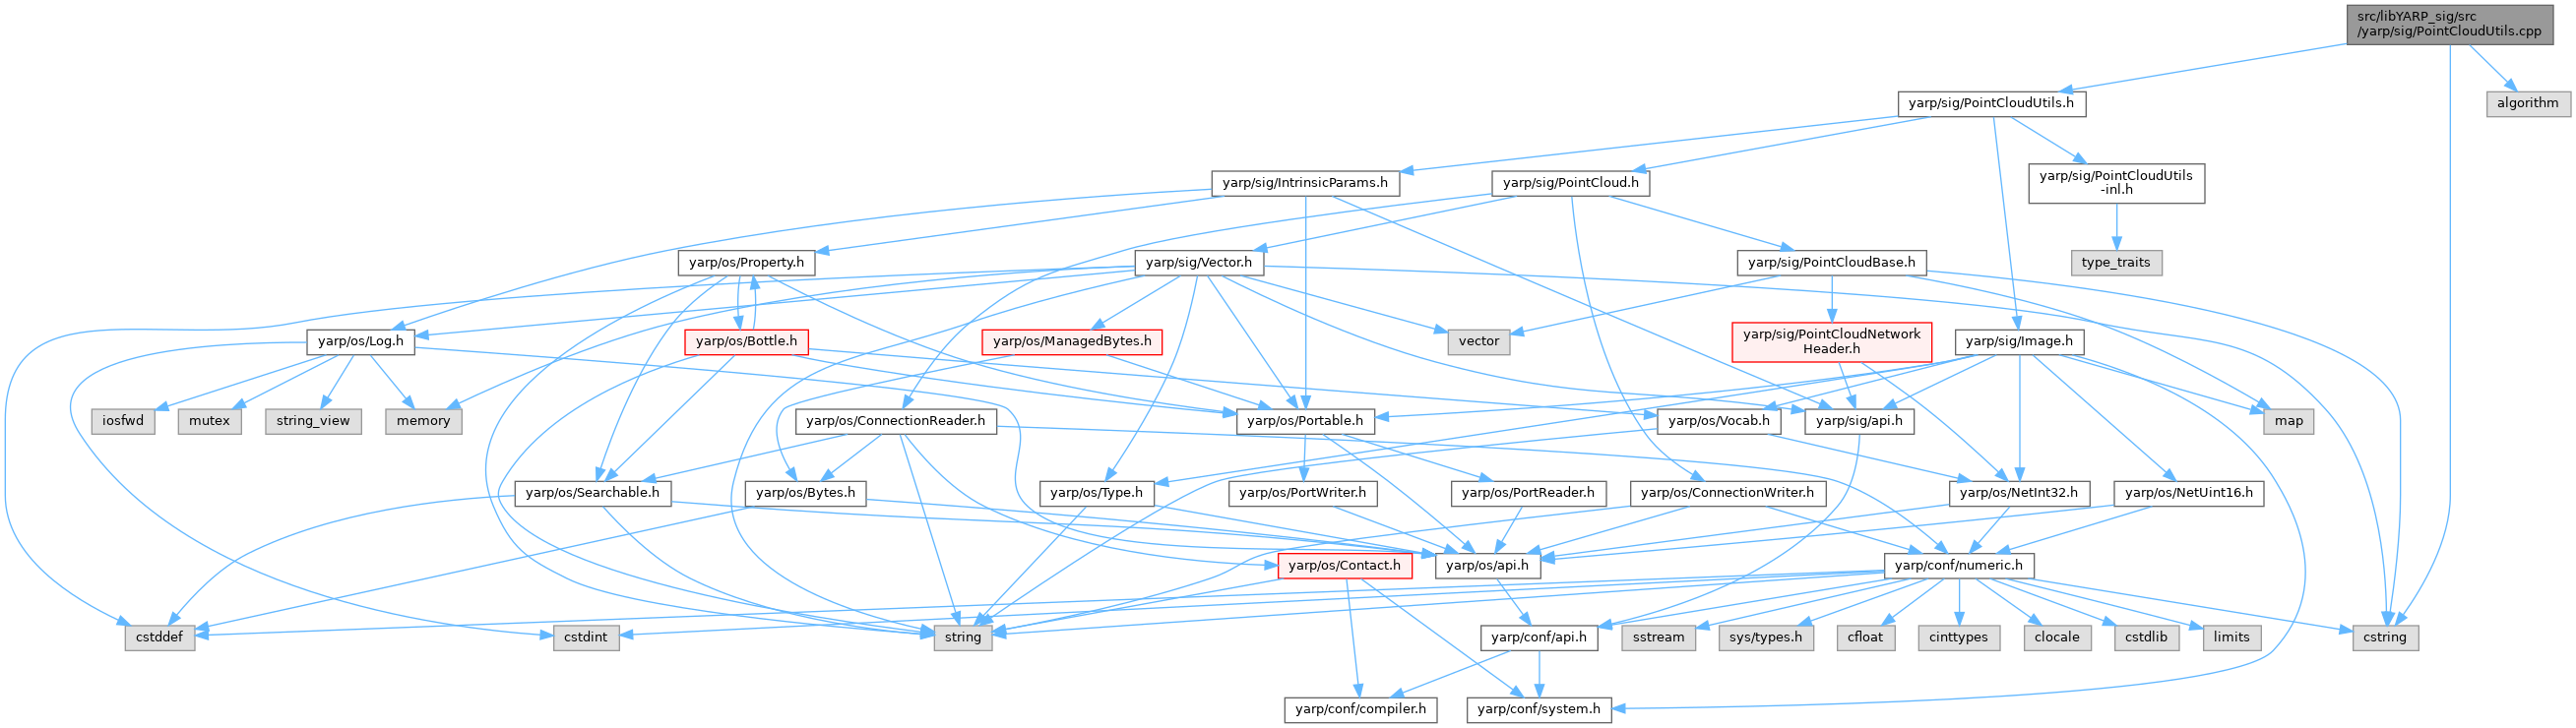 src/libYARP_sig/src
/yarp/sig/PointCloudUtils.cpp
yarp/sig/PointCloudUtils.h
algorithm
yarp/sig/IntrinsicParams.h
yarp/sig/PointCloud.h
yarp/sig/PointCloudUtils
-inl.h
yarp/os/Property.h
yarp/sig/Vector.h
yarp/sig/PointCloudBase.h
type_traits
yarp/os/Log.h
yarp/os/Bottle.h
yarp/os/ManagedBytes.h
vector
yarp/sig/PointCloudNetwork
Header.h
yarp/sig/Image.h
iosfwd
mutex
string_view
memory
yarp/os/ConnectionReader.h
yarp/os/Portable.h
yarp/os/Vocab.h
yarp/sig/api.h
map
yarp/os/Searchable.h
yarp/os/Bytes.h
yarp/os/Type.h
yarp/os/PortWriter.h
yarp/os/PortReader.h
yarp/os/ConnectionWriter.h
yarp/os/NetInt32.h
yarp/os/NetUint16.h
yarp/os/Contact.h
yarp/os/api.h
yarp/conf/numeric.h
cstddef
cstdint
string
yarp/conf/api.h
sstream
sys/types.h
cfloat
cinttypes
clocale
cstdlib
limits
cstring
yarp/conf/compiler.h
yarp/conf/system.h